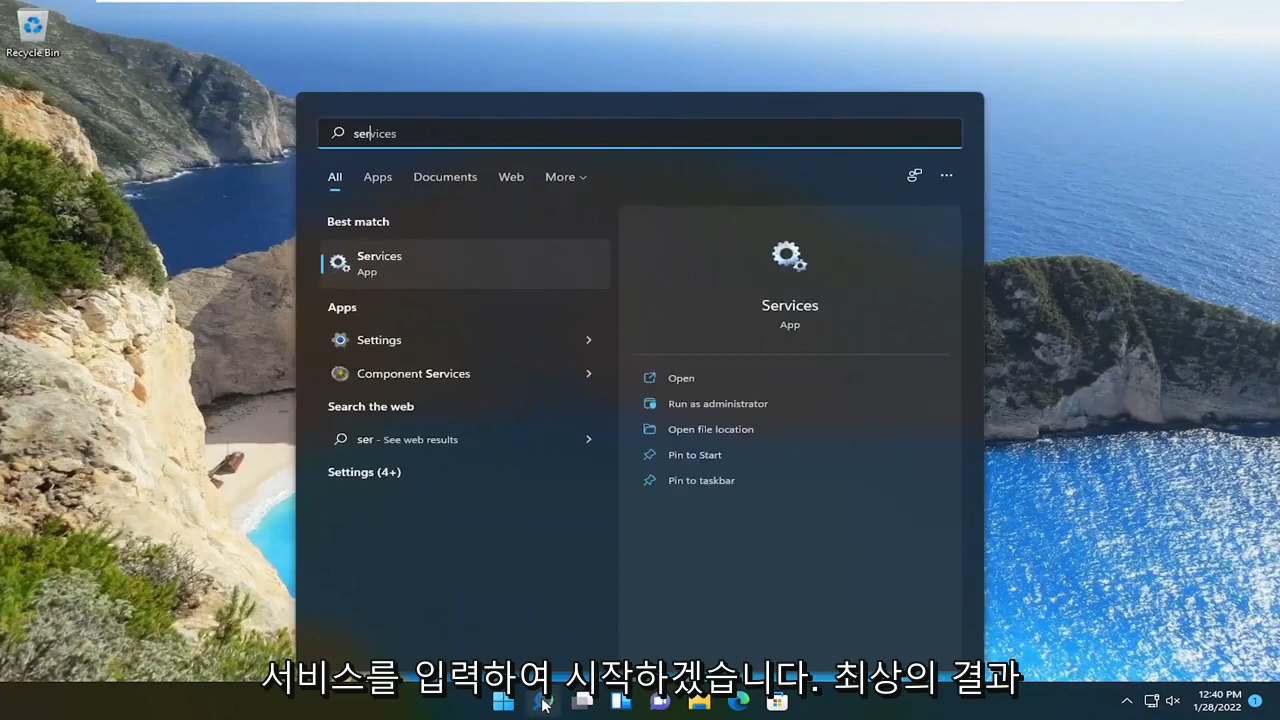 Recycle Bin
services
All Apps Documents Web More
Best match
Services
App
Apps
Settings
Component Services
Search the web
ser - See web results
Settings (4+)
Services
App
Open
Run as administrator
Open file location
Pin to Start
Pin to taskbar
서비스를 입력하여 시작하겠습니다. 최상의 결과
12:40 PM
1/28/2022
1